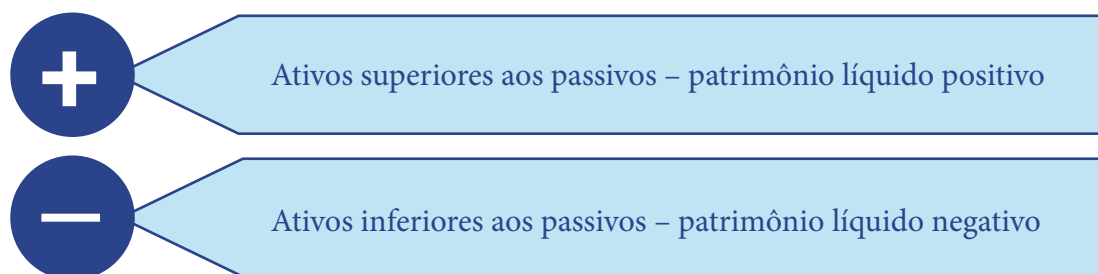 Ativos superiores aos passivos – patrimônio líquido positivo
Ativos inferiores aos passivos – patrimônio líquido negativo